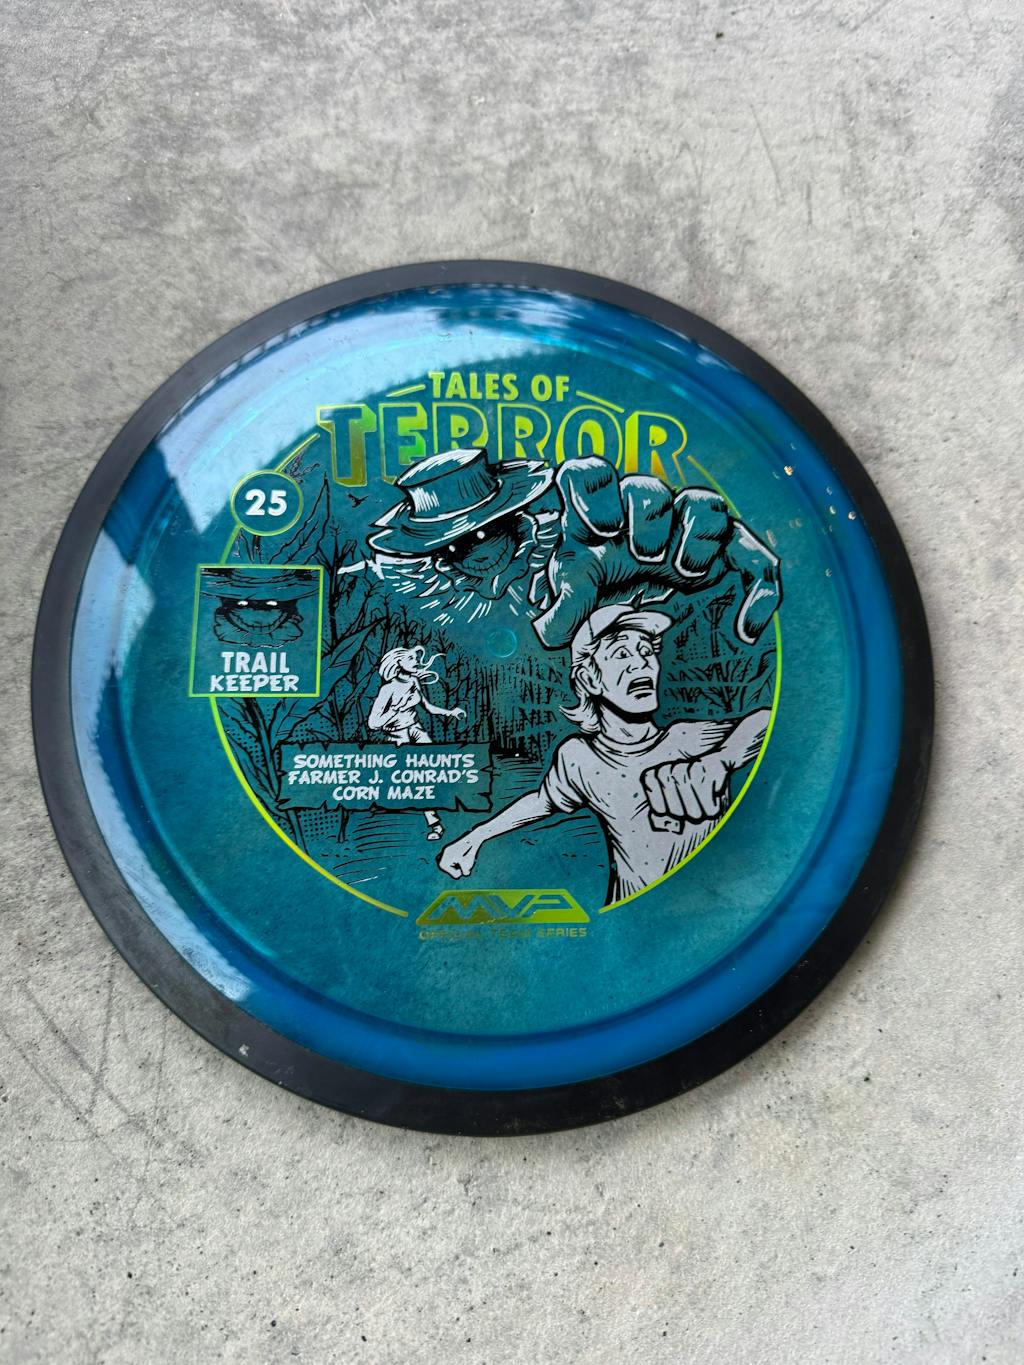 TALES OF
TERROR
25
TRAIL
KEEPER
SOMETHING HAUNTS
FARMER J. CONRAD'S
CORN MAZE
MVP
OFFICIAL TEAM SERIES